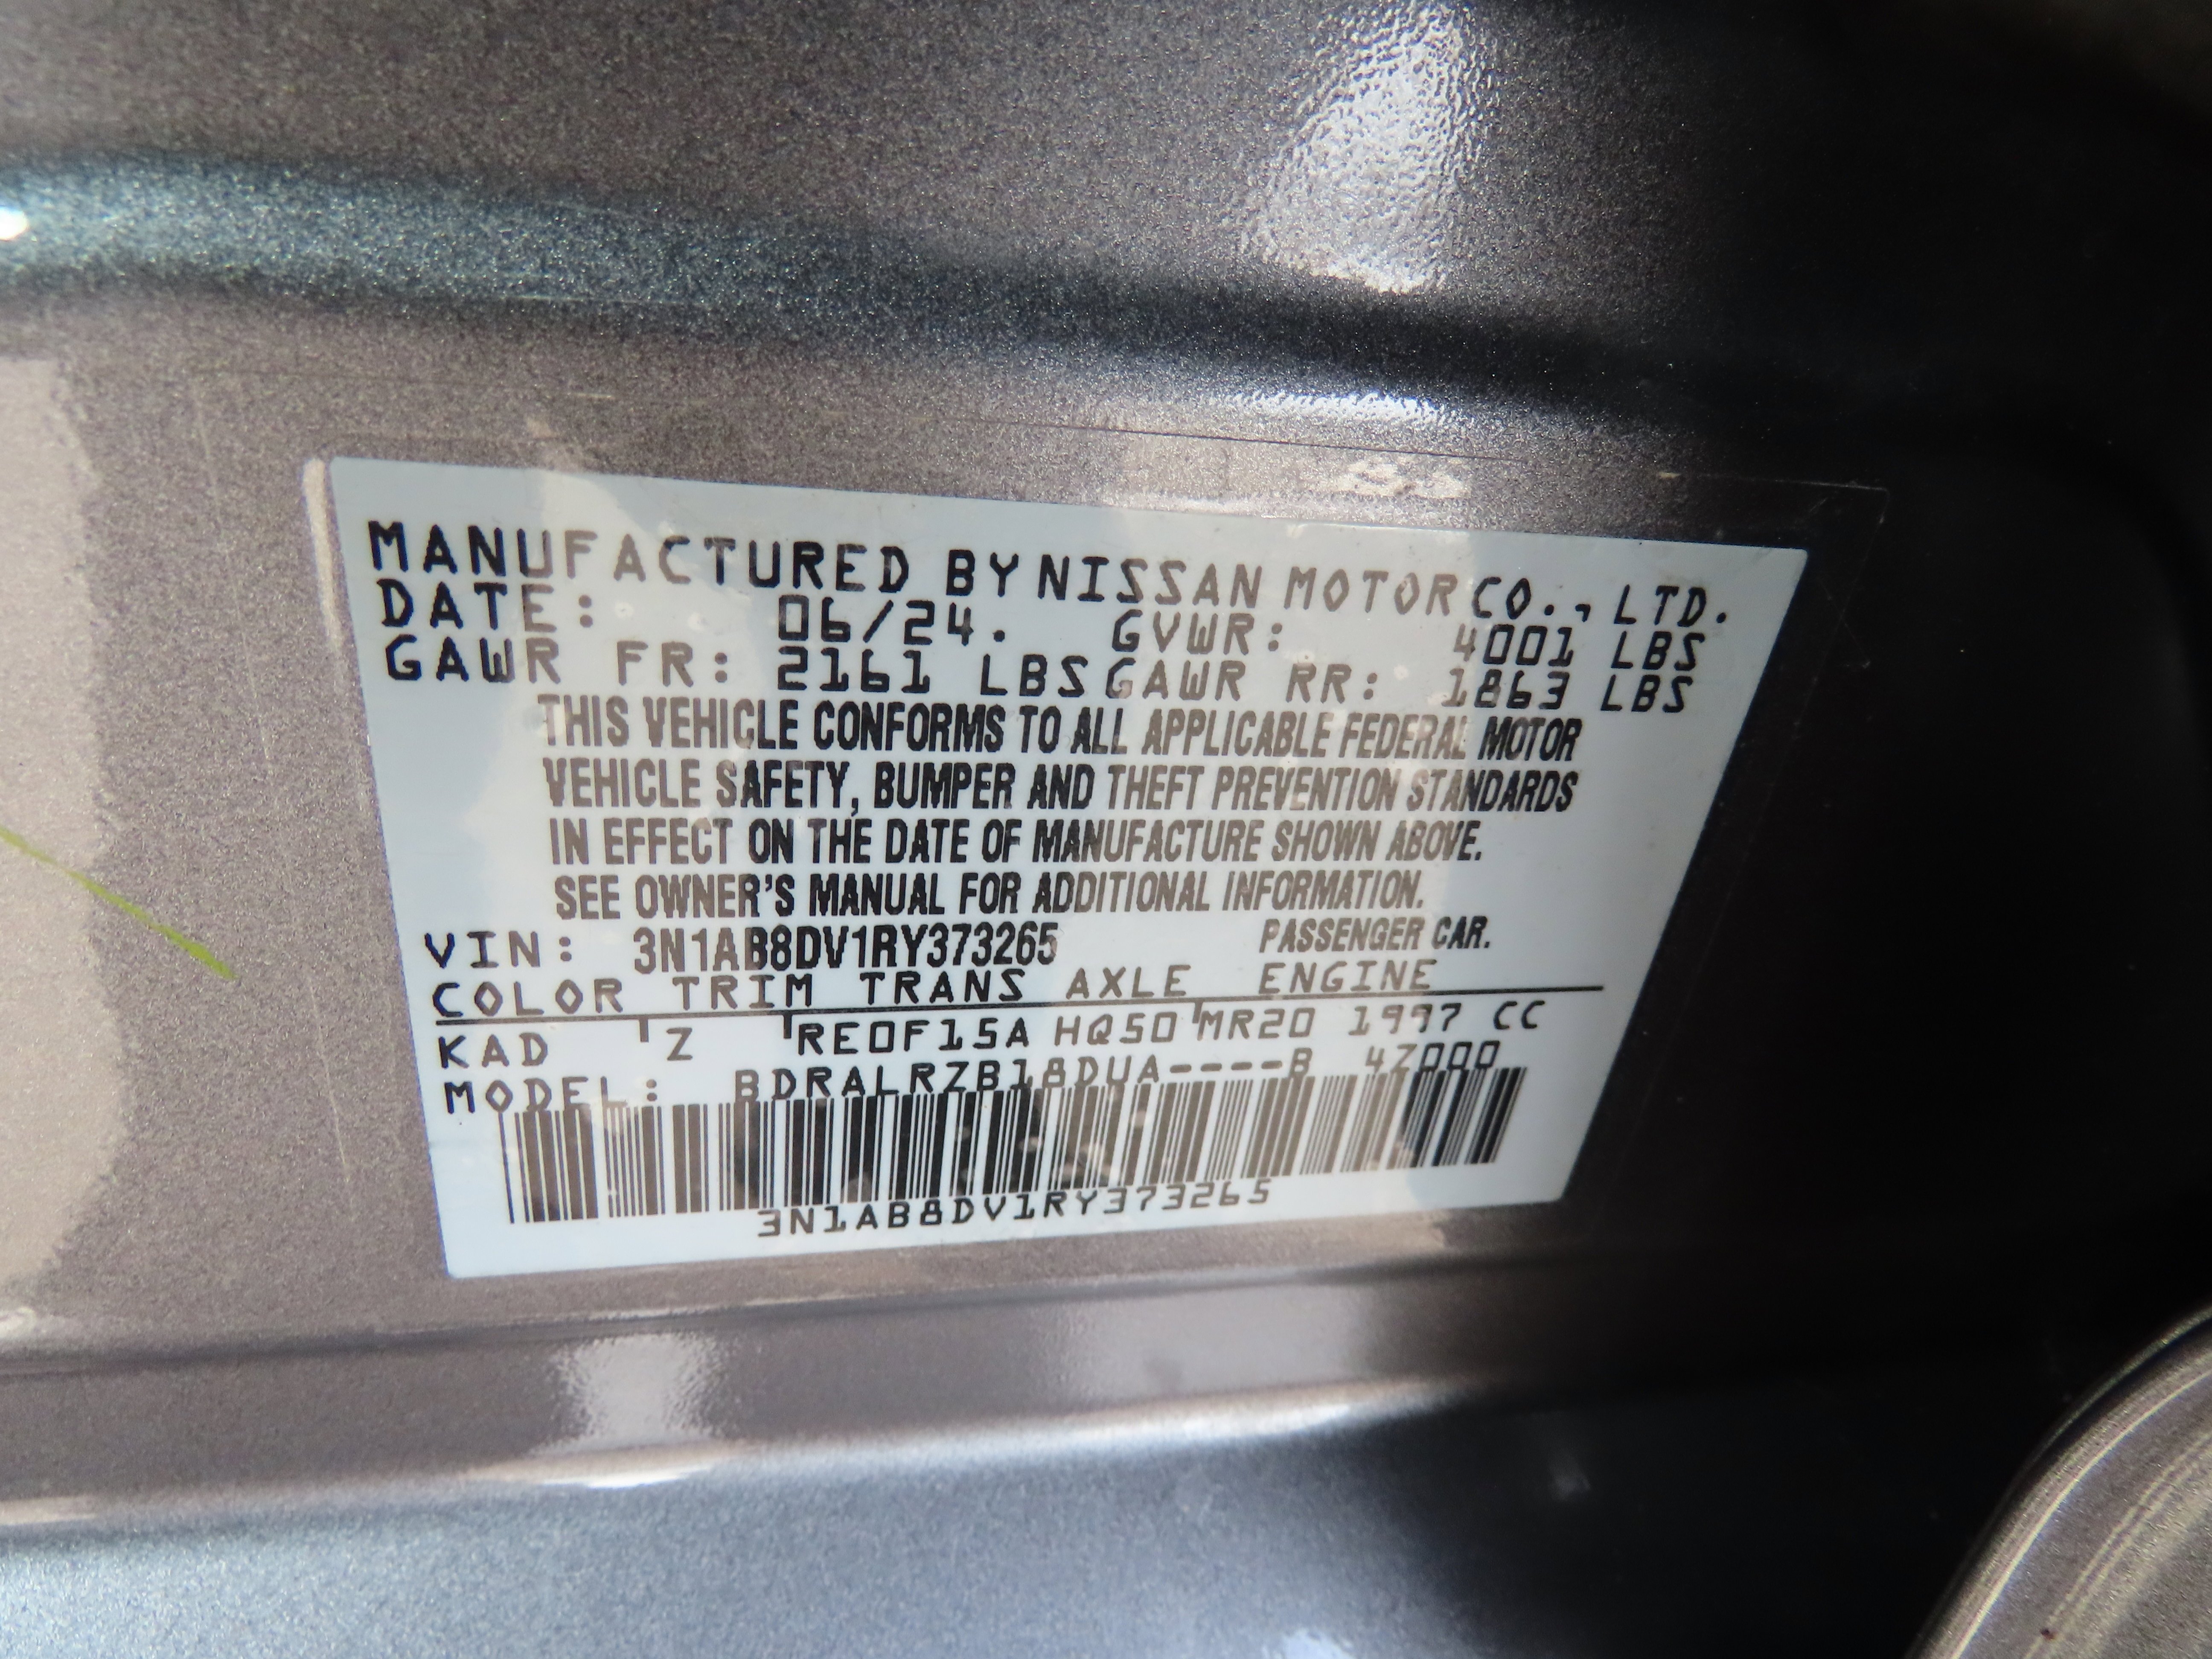 MANUFACTURED BY NISSAN MOTOR CO., LTD.
DATE: 06/24. GVWR: 4001 LBS
GAWR FR: 2161 LBS GAWR RR: 1863 LBS
THIS VEHICLE CONFORMS TO ALL APPLICABLE FEDERAL MOTOR
VEHICLE SAFETY, BUMPER AND THEFT PREVENTION STANDARDS
IN EFFECT ON THE DATE OF MANUFACTURE SHOWN ABOVE.
SEE OWNER'S MANUAL FOR ADDITIONAL INFORMATION.
VIN: 3N1AB8DV1RY373265 PASSENGER CAR.
COLOR TRIM TRANS AXLE ENGINE
KAD Z RE0F15A HQ50 MR20 1997 CC
MODEL: BDRALRZB18DUA----B 4Z000
3N1AB8DV1RY373265